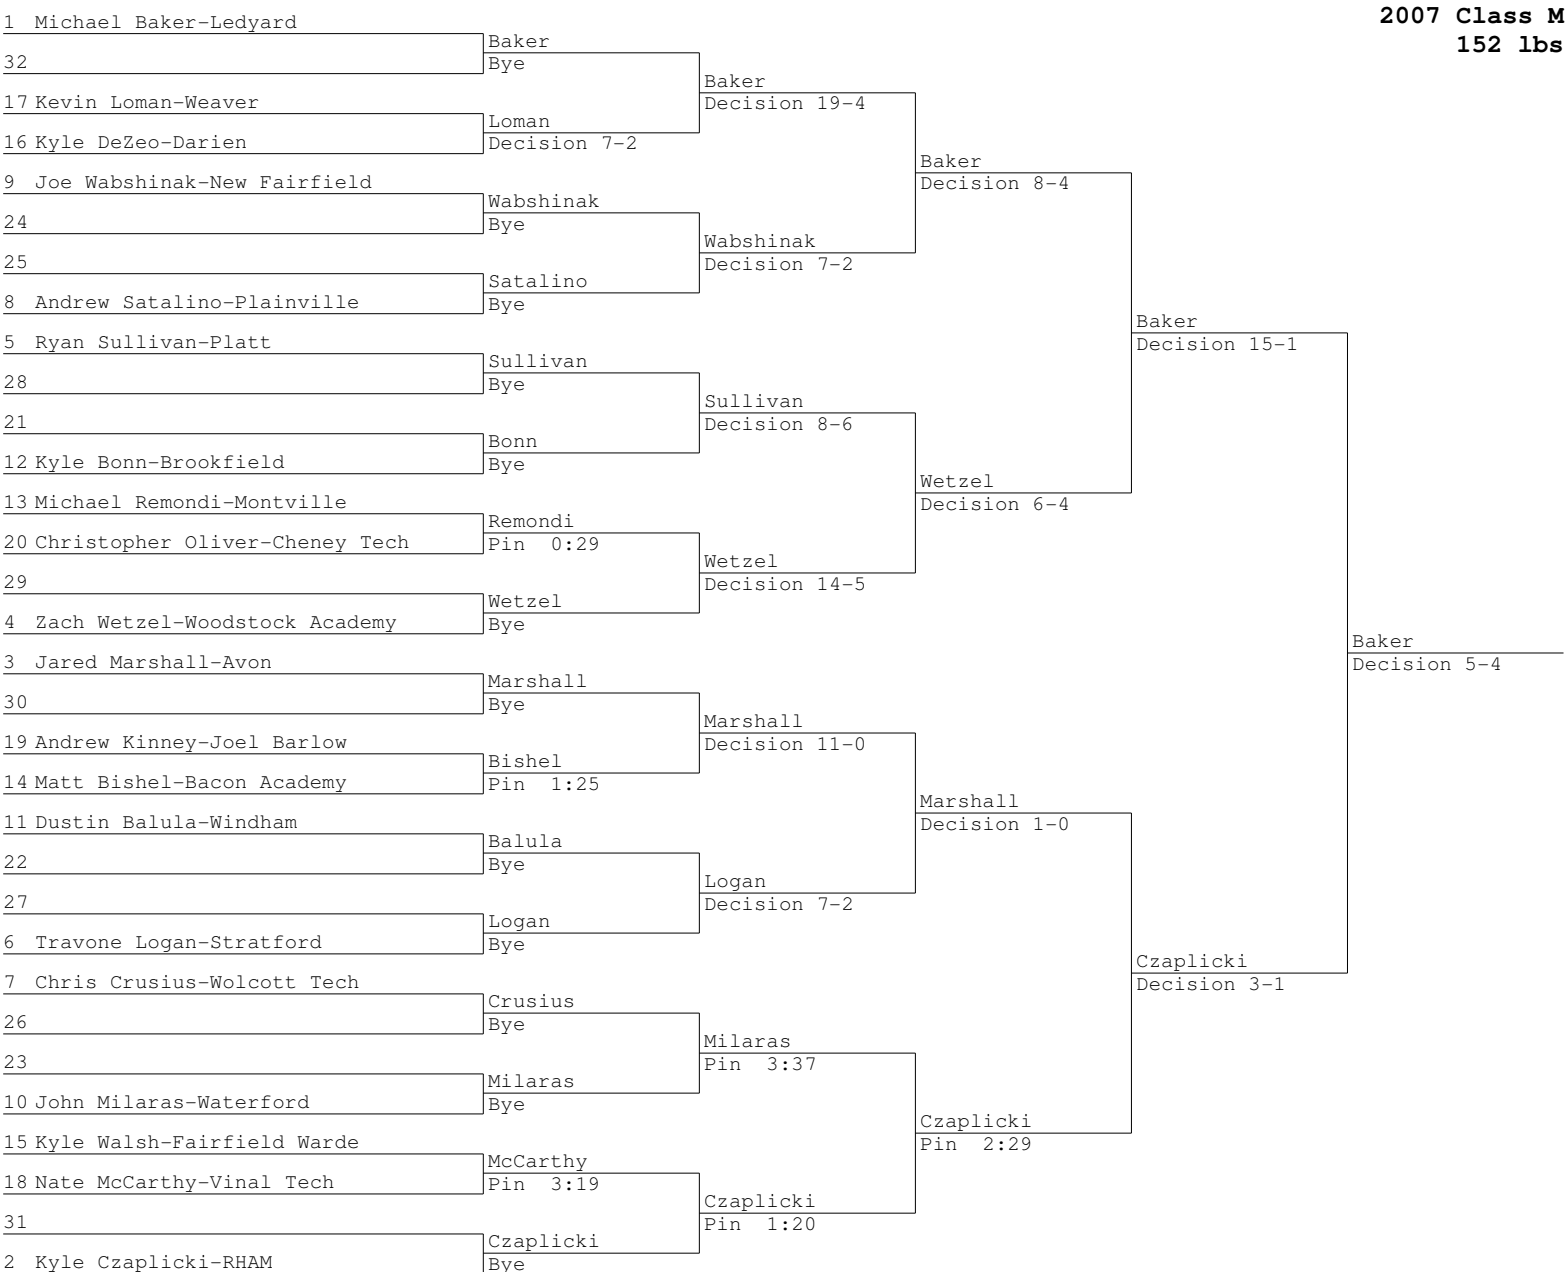 2007 Class M
152 lbs
1 Michael Baker-Ledyard
Baker
32
Bye
Baker
17 Kevin Loman-Weaver
Decision 19-4
Loman
16 Kyle DeZeo-Darien
Decision 7-2
Baker
9 Joe Wabshinak-New Fairfield
Decision 8-4
Wabshinak
24
Bye
Wabshinak
25
Decision 7-2
Satalino
8 Andrew Satalino-Plainville
Bye
Baker
5 Ryan Sullivan-Platt
Decision 15-1
Sullivan
28
Bye
Sullivan
21
Decision 8-6
Bonn
12 Kyle Bonn-Brookfield
Bye
Wetzel
13 Michael Remondi-Montville
Decision 6-4
Remondi
20 Christopher Oliver-Cheney Tech
Pin 0:29
Wetzel
29
Decision 14-5
Wetzel
4 Zach Wetzel-Woodstock Academy
Bye
Baker
3 Jared Marshall-Avon
Decision 5-4
Marshall
30
Bye
Marshall
19 Andrew Kinney-Joel Barlow
Decision 11-0
Bishel
14 Matt Bishel-Bacon Academy
Pin 1:25
Marshall
11 Dustin Balula-Windham
Decision 1-0
Balula
22
Bye
Logan
27
Decision 7-2
Logan
6 Travone Logan-Stratford
Bye
Czaplicki
7 Chris Crusius-Wolcott Tech
Decision 3-1
Crusius
26
Bye
Milaras
23
Pin 3:37
Milaras
10 John Milaras-Waterford
Bye
Czaplicki
15 Kyle Walsh-Fairfield Warde
Pin 2:29
McCarthy
18 Nate McCarthy-Vinal Tech
Pin 3:19
Czaplicki
31
Pin 1:20
Czaplicki
2 Kyle Czaplicki-RHAM
Bye